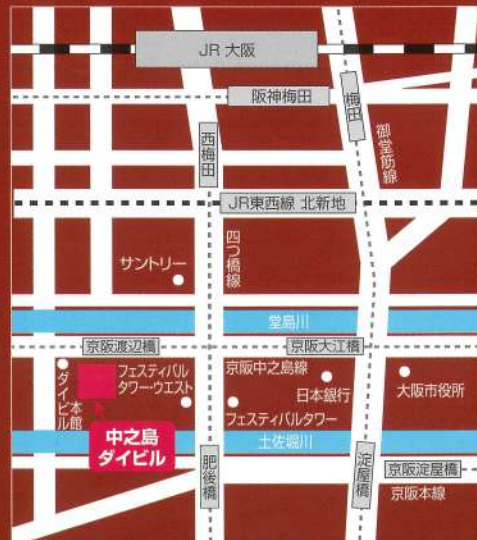 JR 大阪
阪神梅田
梅田
御堂筋線
西梅田
JR東西線 北新地
四つ橋線
サントリー
堂島川
京阪渡辺橋
京阪大江橋
ダイビル本館
フェスティバル
タワー・ウエスト
京阪中之島線
日本銀行
大阪市役所
フェスティバルタワー
中之島
ダイビル
土佐堀川
肥後橋
淀屋橋
京阪淀屋橋
京阪本線